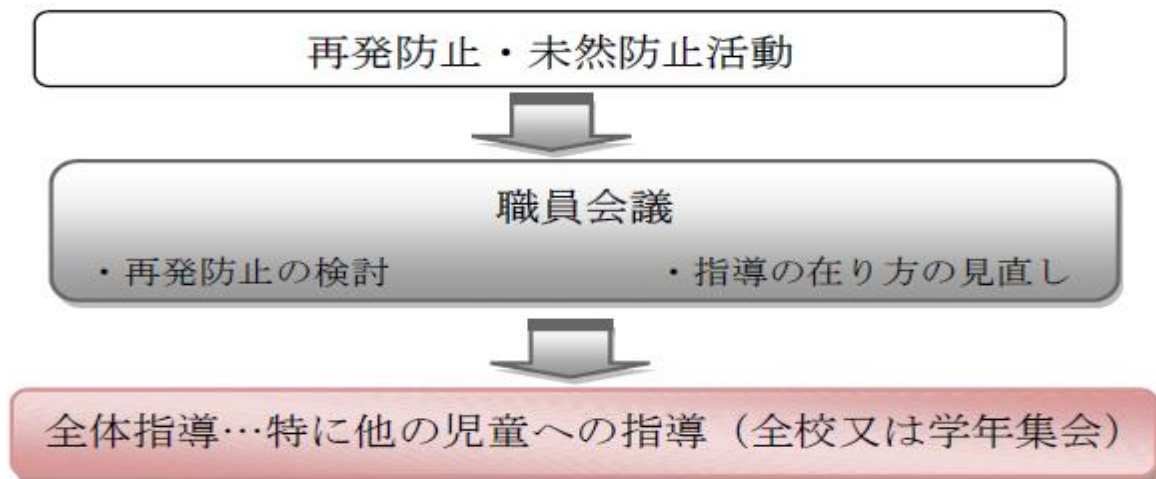 再発防止・未然防止活動
職員会議
・再発防止の検討　・指導の在り方の見直し
全体指導…特に他の児童への指導（全校又は学年集会）